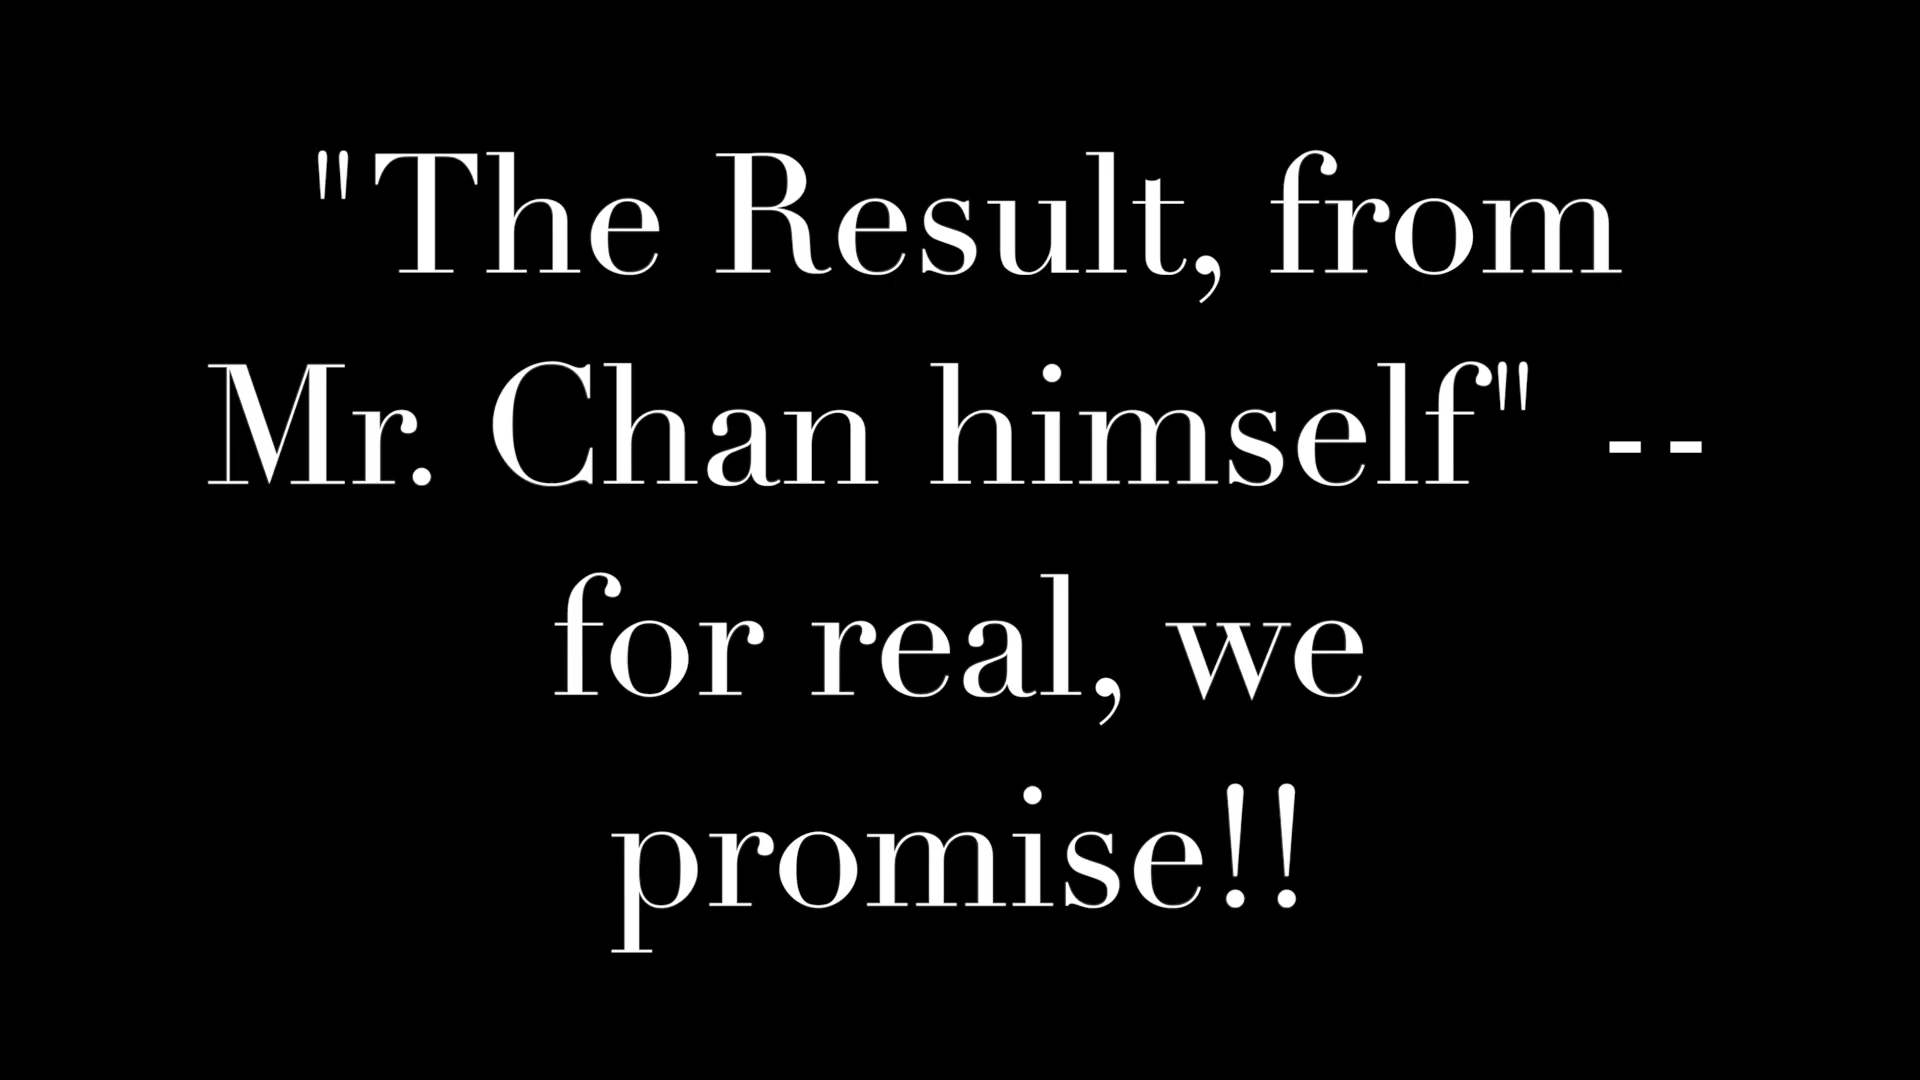 "The Result, from
Mr. Chan himself" --
for real, we
promise!!